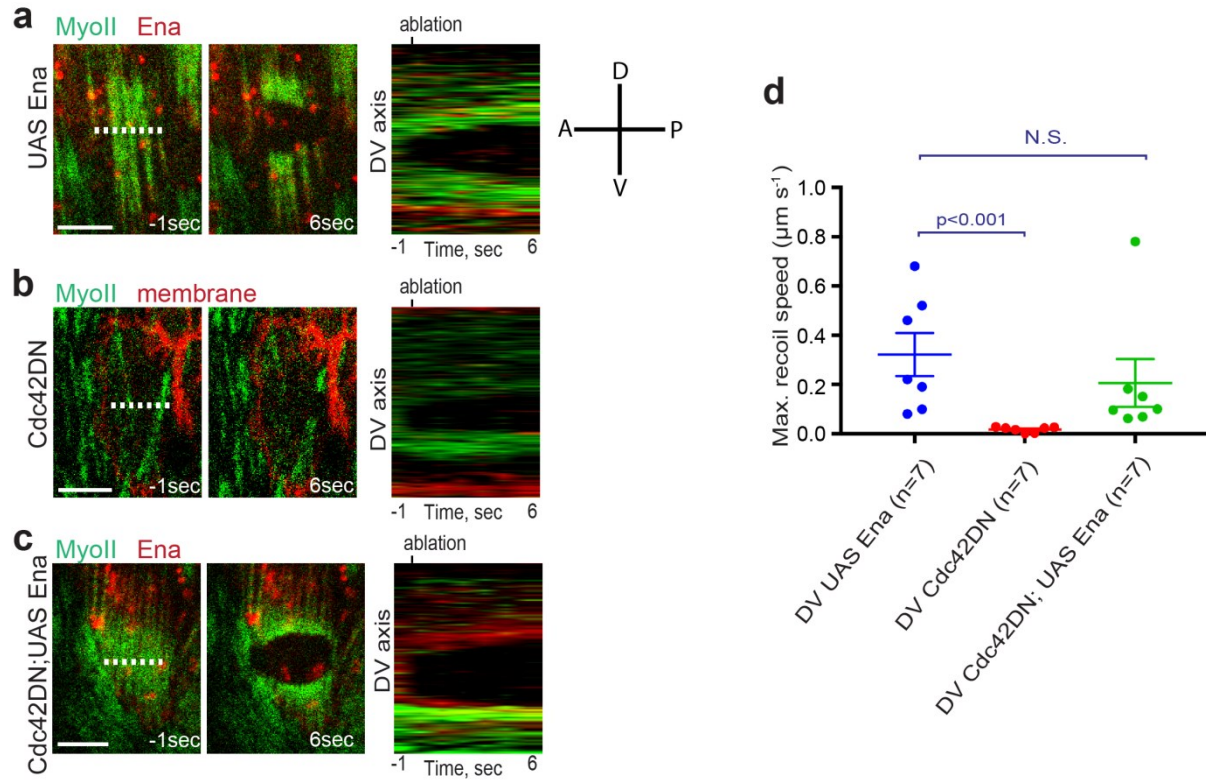 a
MyoII Ena
UAS Ena
-1sec
6sec
ablation
DV axis
-1 Time, sec 6
D
A P
V
b
MyoII membrane
Cdc42DN
-1sec
6sec
ablation
DV axis
-1 Time, sec 6
c
MyoII Ena
Cdc42DN;UAS Ena
-1sec
6sec
ablation
DV axis
-1 Time, sec 6
d
N.S.
p<0.001
Max. recoil speed (µm s⁻¹)
1.0
0.8
0.6
0.4
0.2
0.0
DV UAS Ena (n=7)
DV Cdc42DN (n=7)
DV Cdc42DN; UAS Ena (n=7)